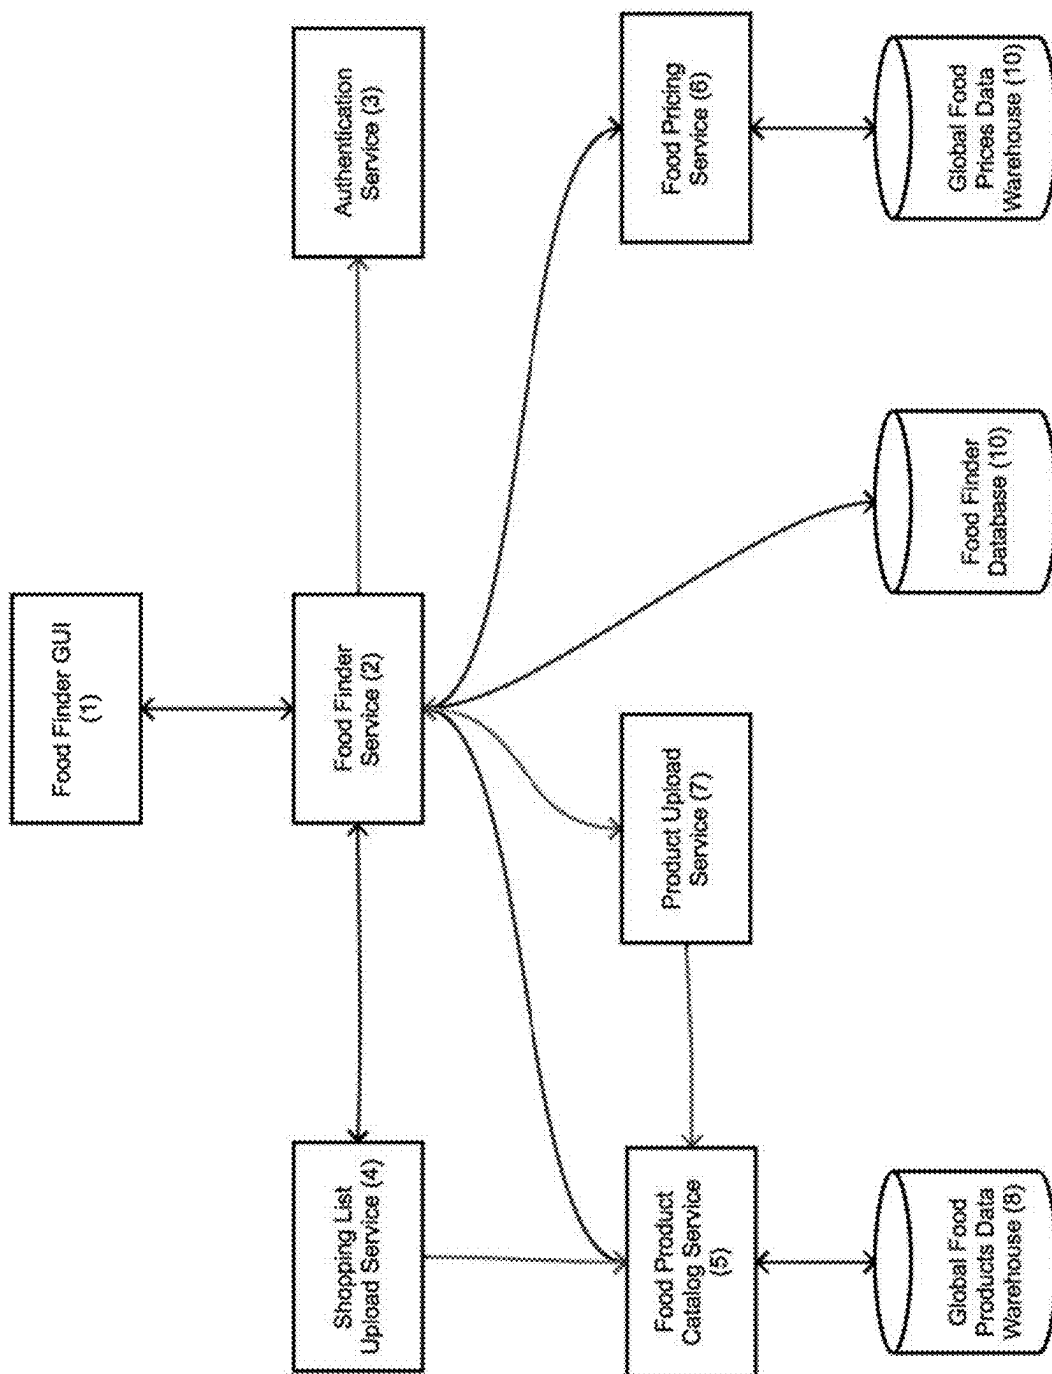 Food Finder GUI
(1)
Shopping List
Upload Service (4)
Food Finder
Service (2)
Authentication
Service (3)
Food Product
Catalog Service
(5)
Product Upload
Service (7)
Food Pricing
Service (6)
Global Food
Products Data
Warehouse (8)
Food Finder
Database (10)
Global Food
Prices Data
Warehouse (10)